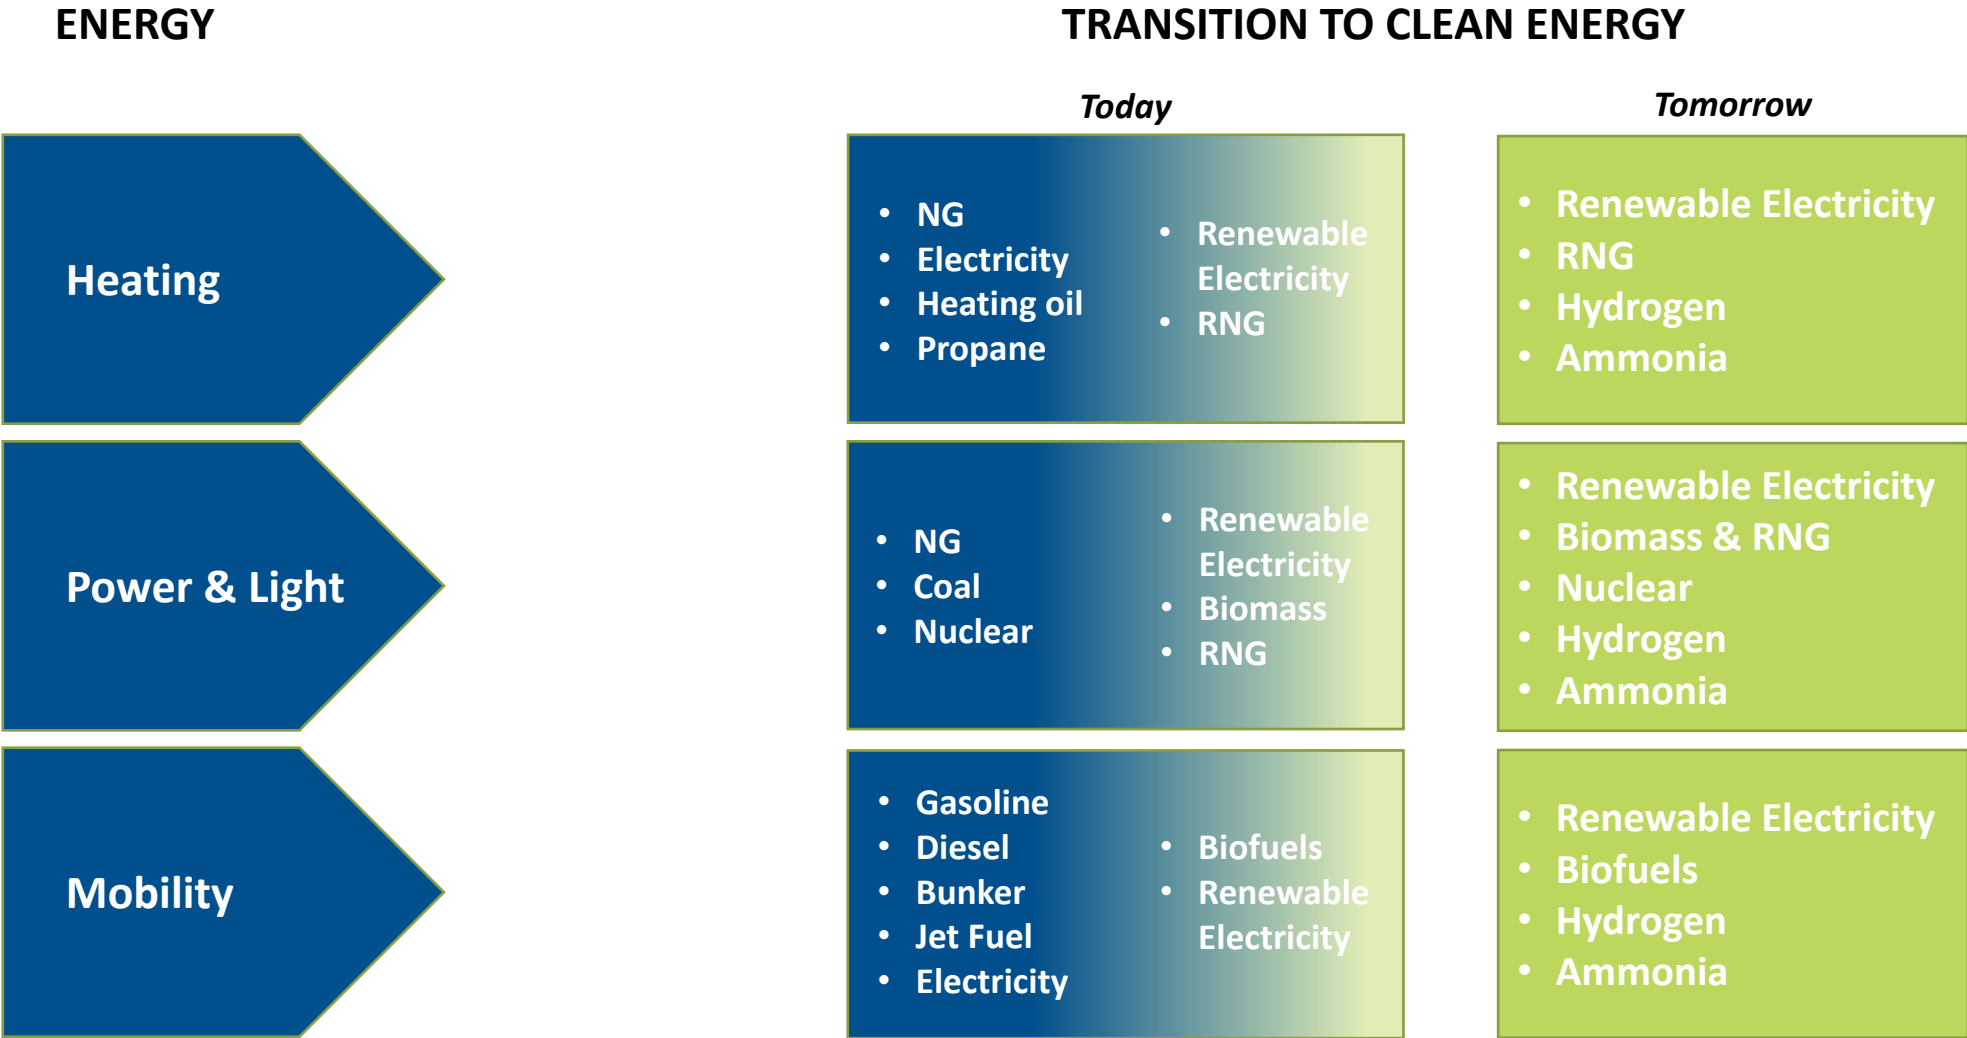 ENERGY
TRANSITION TO CLEAN ENERGY
Today
Tomorrow
Heating
• NG
• Electricity
• Heating oil
• Propane
• Renewable
Electricity
• RNG
• Renewable Electricity
• RNG
• Hydrogen
• Ammonia
Power & Light
• NG
• Coal
• Nuclear
• Renewable
Electricity
• Biomass
• RNG
• Renewable Electricity
• Biomass & RNG
• Nuclear
• Hydrogen
• Ammonia
Mobility
• Gasoline
• Diesel
• Bunker
• Jet Fuel
• Electricity
• Biofuels
• Renewable
Electricity
• Renewable Electricity
• Biofuels
• Hydrogen
• Ammonia